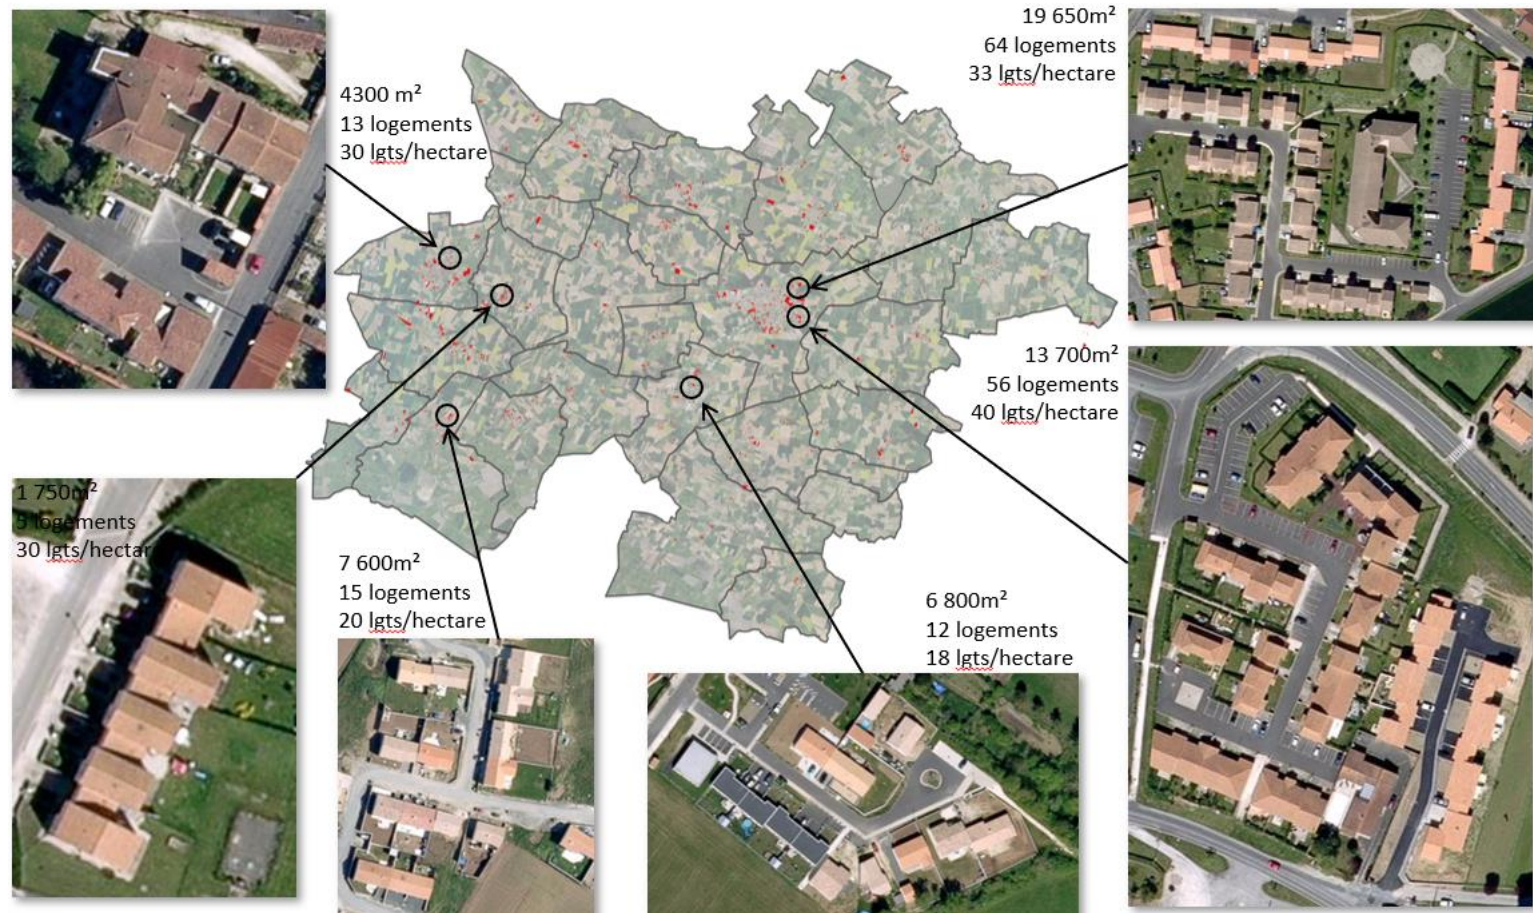 19 650m²
64 logements
33 lgts/hectare
4300 m²
13 logements
30 lgts/hectare
13 700m²
56 logements
40 lgts/hectare
1 750m²
5 logements
30 lgts/hectar
7 600m²
15 logements
20 lgts/hectare
6 800m²
12 logements
18 lgts/hectare